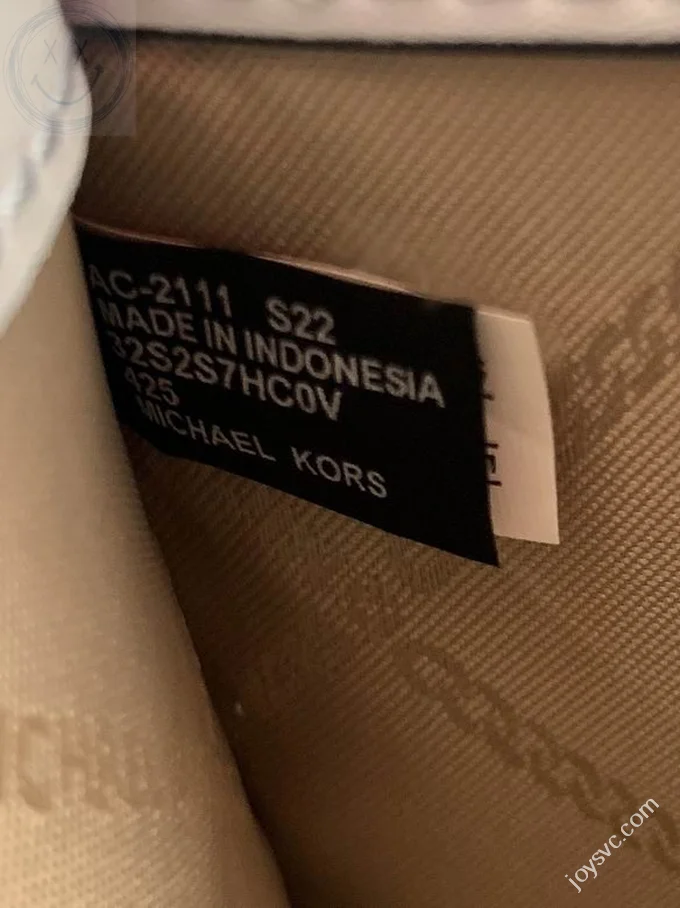 AC-2111 S22
MADE IN INDONESIA
32S2S7HC0V
425
MICHAEL KORS
joysvc.com